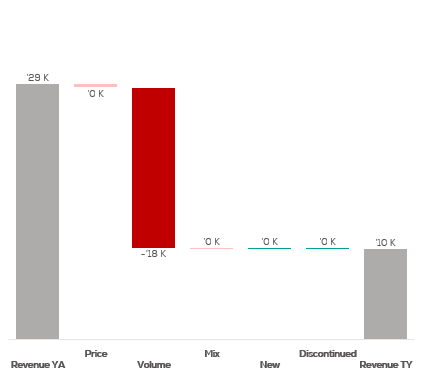 '29 K
'0 K
-'18 K
'0 K
'0 K
'0 K
'10 K
Price
Mix
Discontinued
Revenue YA
Volume
New
Revenue TY